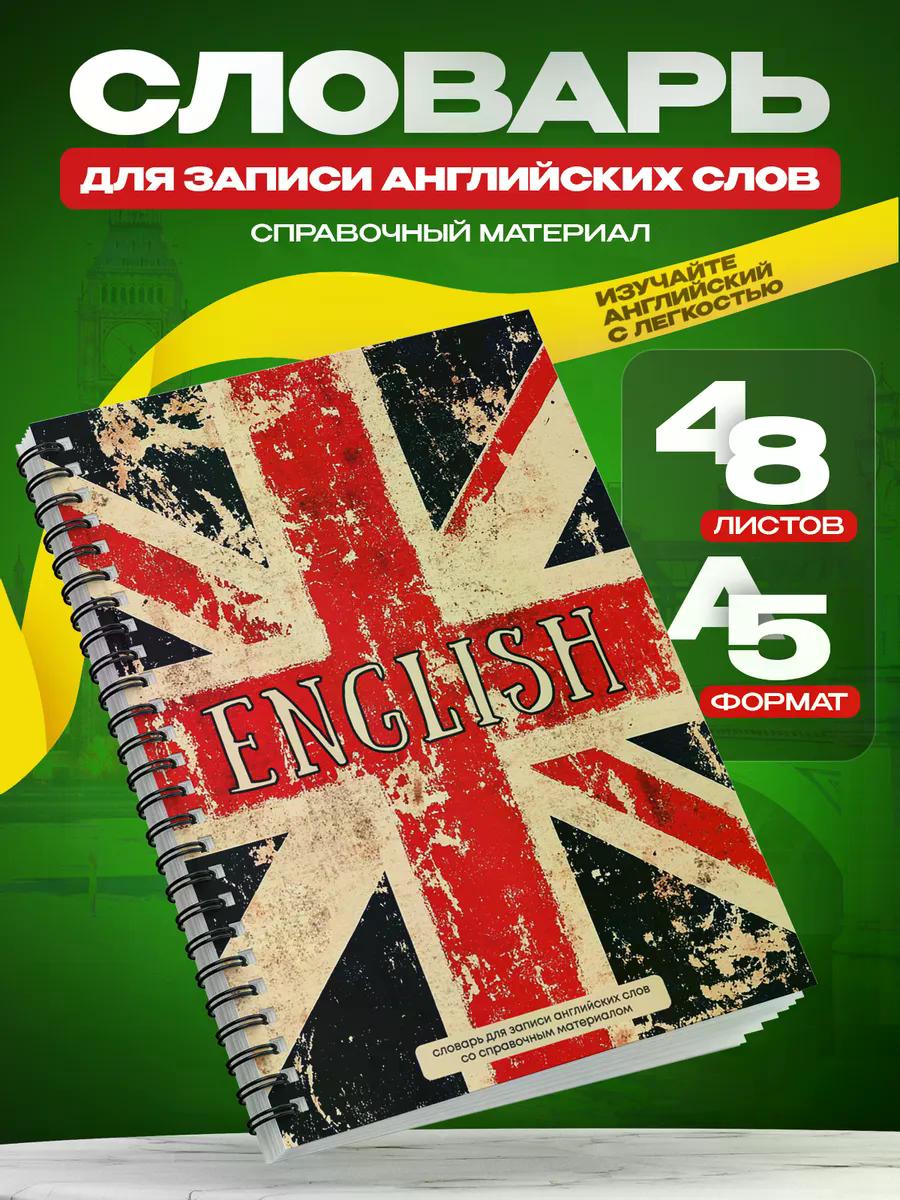 СЛОВАРЬ
ДЛЯ ЗАПИСИ АНГЛИЙСКИХ СЛОВ
СПРАВОЧНЫЙ МАТЕРИАЛ
ИЗУЧАЙТЕ
АНГЛИЙСКИЙ
С ЛЕГКОСТЬЮ
48
ЛИСТОВ
А5
ФОРМАТ
ENGLISH
словарь для записи английских слов
со справочным материалом